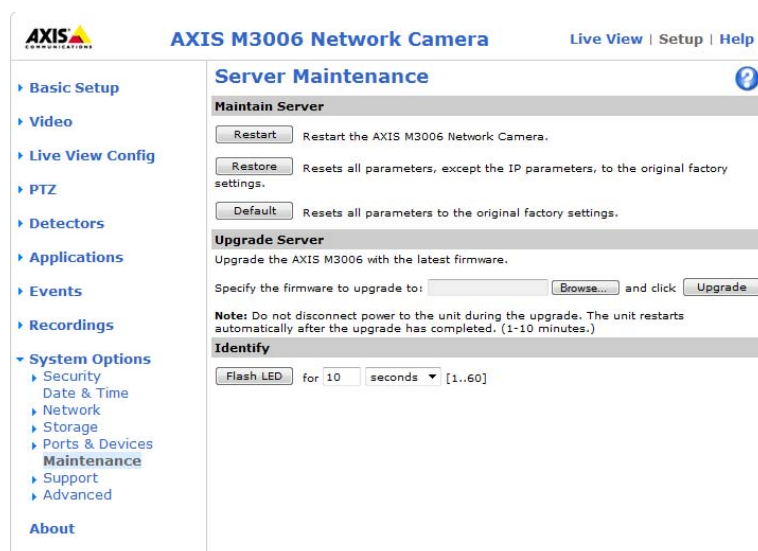 AXIS
COMMUNICATIONS
AXIS M3006 Network Camera
Live View | Setup | Help
Basic Setup
Video
Live View Config
PTZ
Detectors
Applications
Events
Recordings
System Options
Security
Date & Time
Network
Storage
Ports & Devices
Maintenance
Support
Advanced
About
Server Maintenance
?
Maintain Server
Restart Restart the AXIS M3006 Network Camera.
Restore Resets all parameters, except the IP parameters, to the original factory
settings.
Default Resets all parameters to the original factory settings.
Upgrade Server
Upgrade the AXIS M3006 with the latest firmware.
Specify the firmware to upgrade to: Browse... and click Upgrade
Note: Do not disconnect power to the unit during the upgrade. The unit restarts
automatically after the upgrade has completed. (1-10 minutes.)
Identify
Flash LED for 10 seconds [1..60]